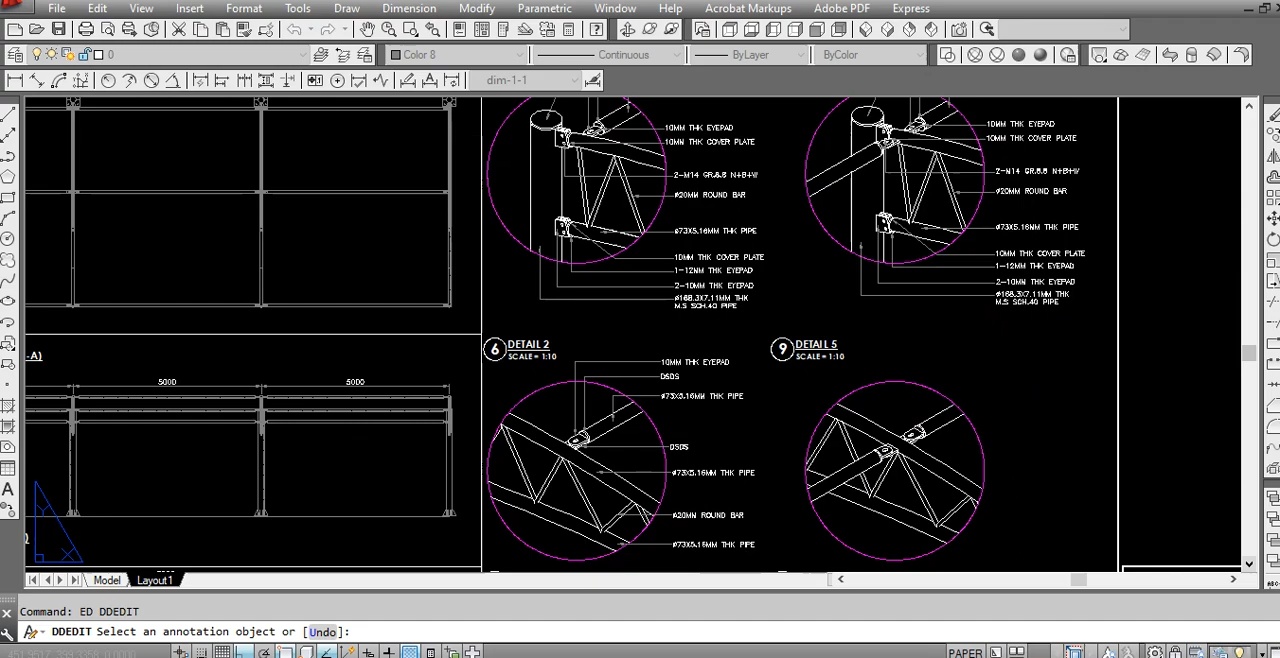 File Edit View Insert Format Tools Draw Dimension Modify Parametric Window Help Acrobat Markups Adobe PDF Express
0 Color 8 Continuous ByLayer ByColor
dim-1-1
10MM THK EYEPAD
10MM THK COVER PLATE
2-M14 GR.8.8 N+B+W
ø20MM ROUND BAR
ø73X5.16MM THK PIPE
10MM THK COVER PLATE
1-12MM THK EYEPAD
2-10MM THK EYEPAD
ø168.3X7.11MM THK
M.S SCH.40 PIPE
10MM THK EYEPAD
10MM THK COVER PLATE
2-M14 GR.8.8 N+B+W
ø20MM ROUND BAR
ø73X5.16MM THK PIPE
10MM THK COVER PLATE
1-12MM THK EYEPAD
2-10MM THK EYEPAD
ø168.3X7.11MM THK
M.S SCH.40 PIPE
6 DETAIL 2
SCALE = 1:10
9 DETAIL 5
SCALE = 1:10
-A)
5000 5000
10MM THK EYEPAD
DSDS
ø73X5.16MM THK PIPE
DSDS
ø73X5.16MM THK PIPE
ø20MM ROUND BAR
ø73X5.16MM THK PIPE
Y
X
Model Layout1
Command: ED DDEDIT
DDEDIT Select an annotation object or [Undo]:
PAPER